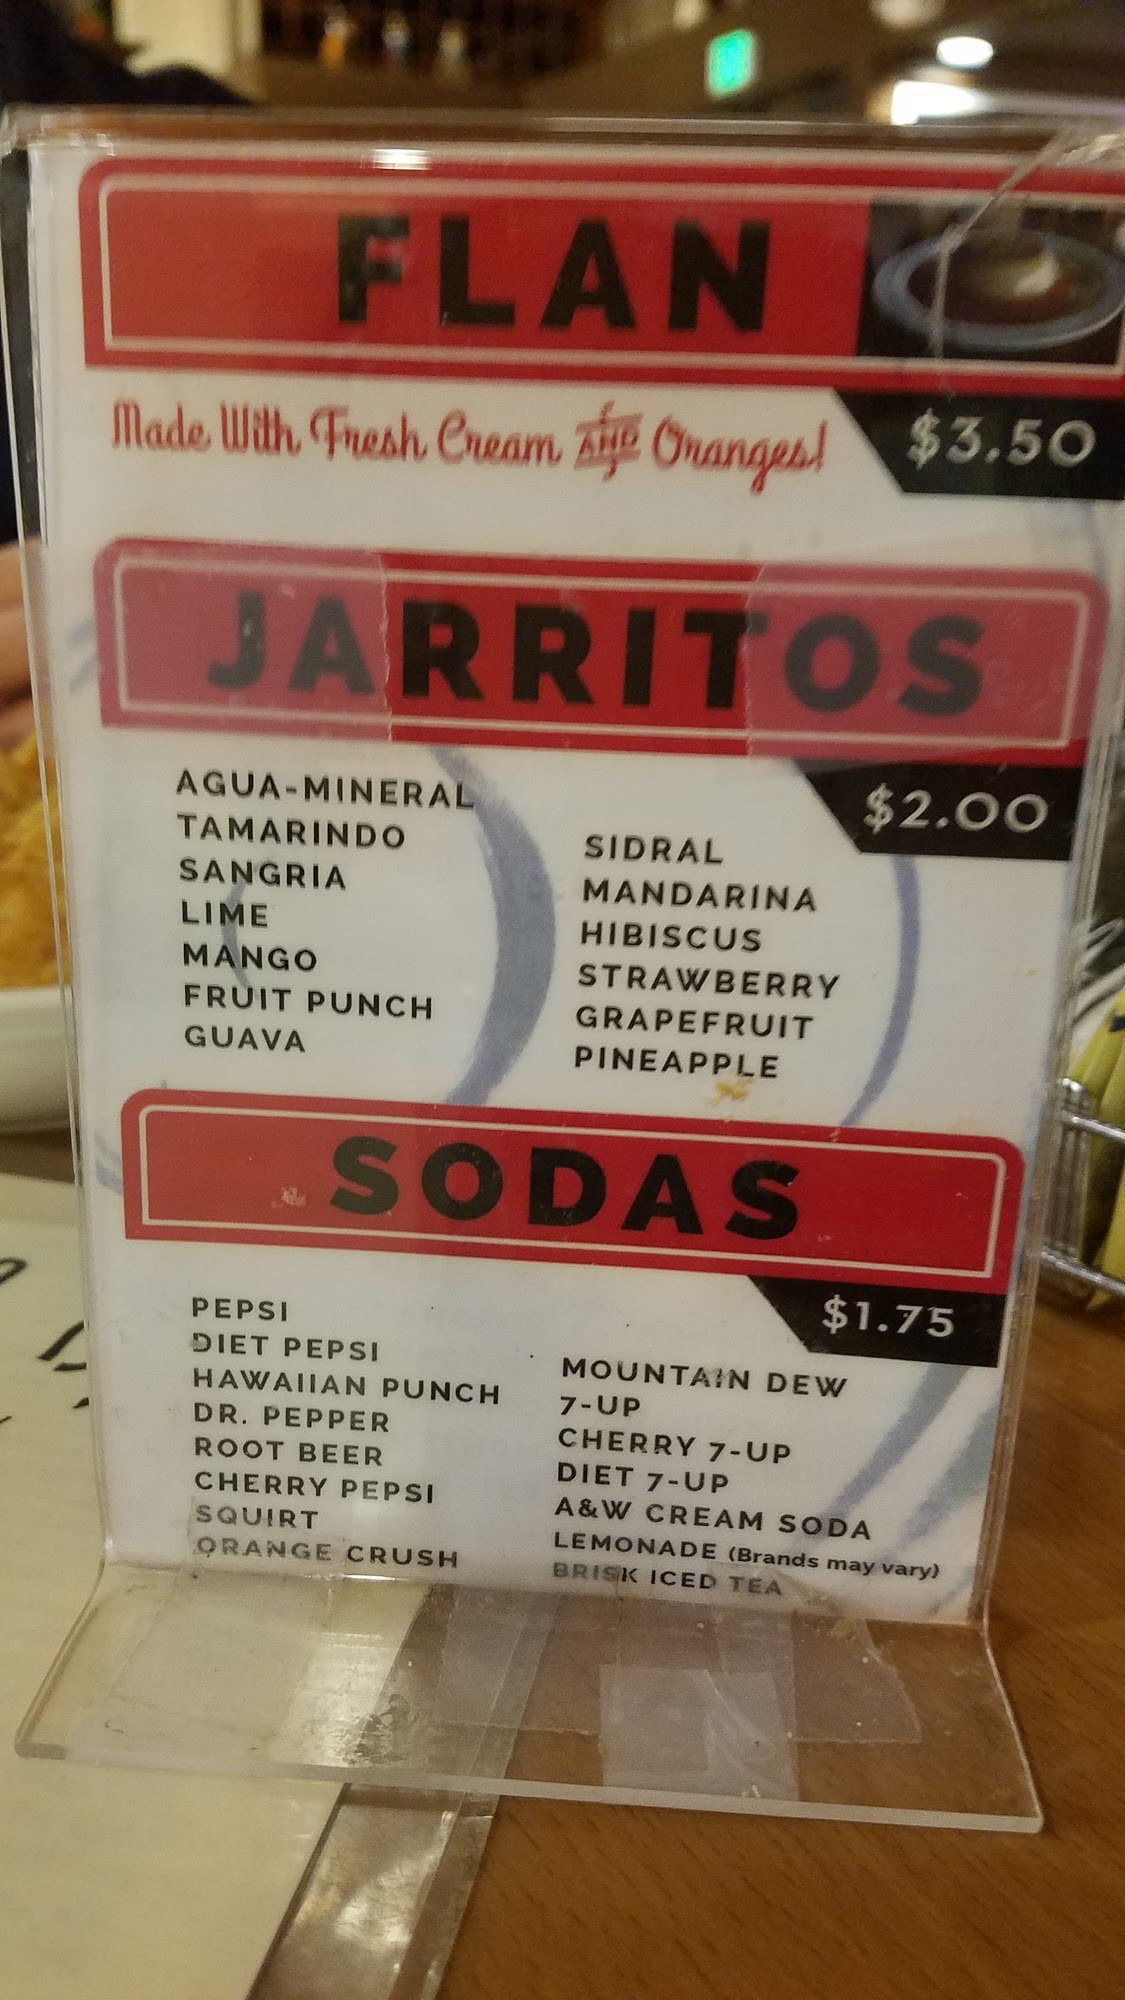 FLAN
Made With Fresh Cream AND Oranges!
$3.50
JARRITOS
$2.00
AGUA-MINERAL
TAMARINDO
SANGRIA
LIME
MANGO
FRUIT PUNCH
GUAVA
SIDRAL
MANDARINA
HIBISCUS
STRAWBERRY
GRAPEFRUIT
PINEAPPLE
SODAS
$1.75
PEPSI
DIET PEPSI
HAWAIIAN PUNCH
DR. PEPPER
ROOT BEER
CHERRY PEPSI
SQUIRT
ORANGE CRUSH
MOUNTAIN DEW
7-UP
CHERRY 7-UP
DIET 7-UP
A&W CREAM SODA
LEMONADE (Brands may vary)
BRISK ICED TEA